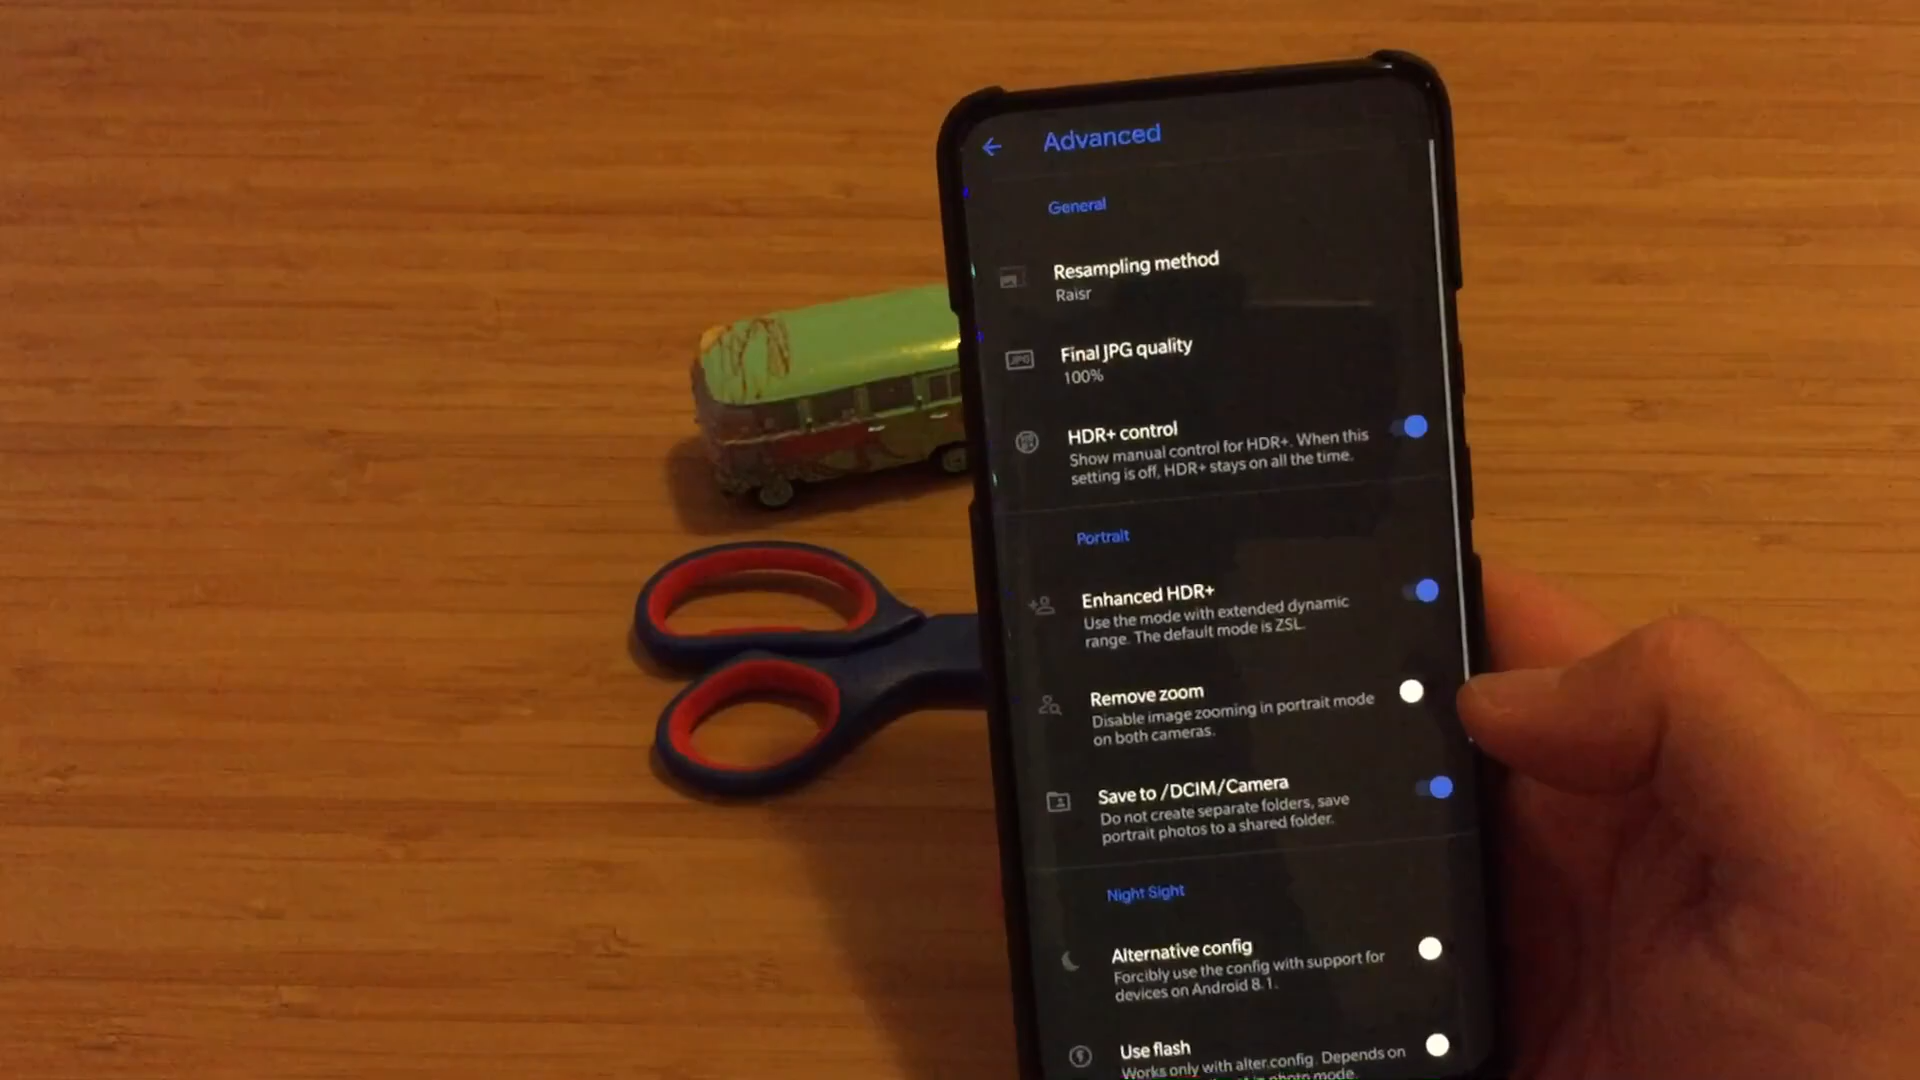 Advanced
General
Resampling method
Raisr
JPG
Final JPG quality
100%
HDR+ control
Show manual control for HDR+. When this
setting is off, HDR+ stays on all the time.
Portrait
Enhanced HDR+
Use the mode with extended dynamic
range. The default mode is ZSL.
Remove zoom
Disable image zooming in portrait mode
on both cameras.
Save to /DCIM/Camera
Do not create separate folders, save
portrait photos to a shared folder.
Night Sight
Alternative config
Forcibly use the config with support for
devices on Android 8.1.
Use flash
Works only with alter.config. Depends on
in photo mode.